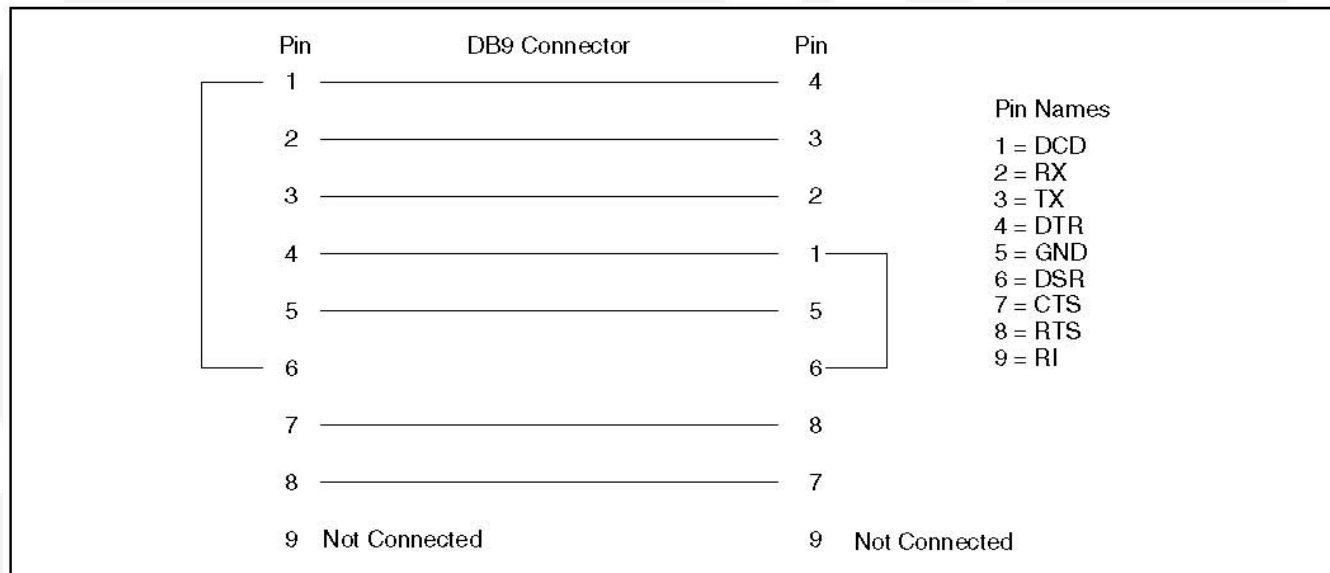 Pin DB9 Connector Pin
1 4
2 3
3 2
4 1
5 5
6 6
7 8
8 7
9 Not Connected 9 Not Connected
Pin Names
1 = DCD
2 = RX
3 = TX
4 = DTR
5 = GND
6 = DSR
7 = CTS
8 = RTS
9 = RI